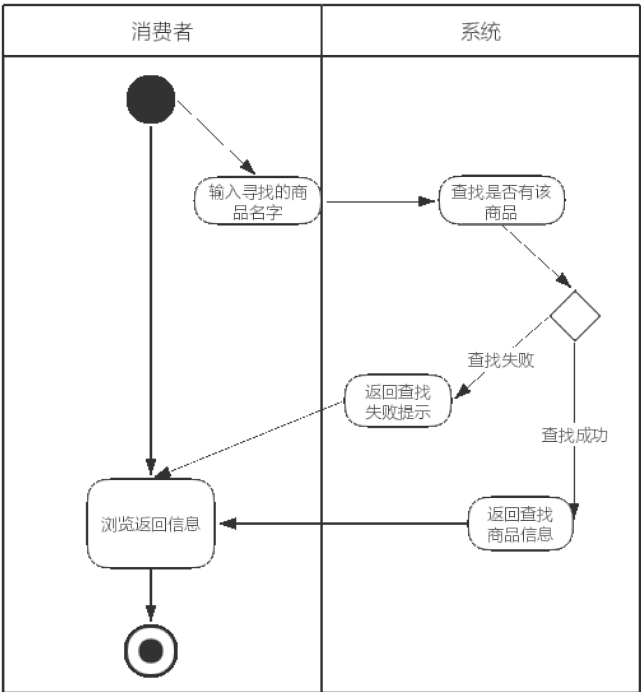 消费者
系统
输入寻找的商
品名字
查找是否有该
商品
查找失败
返回查找
失败提示
查找成功
浏览返回信息
返回查找
商品信息